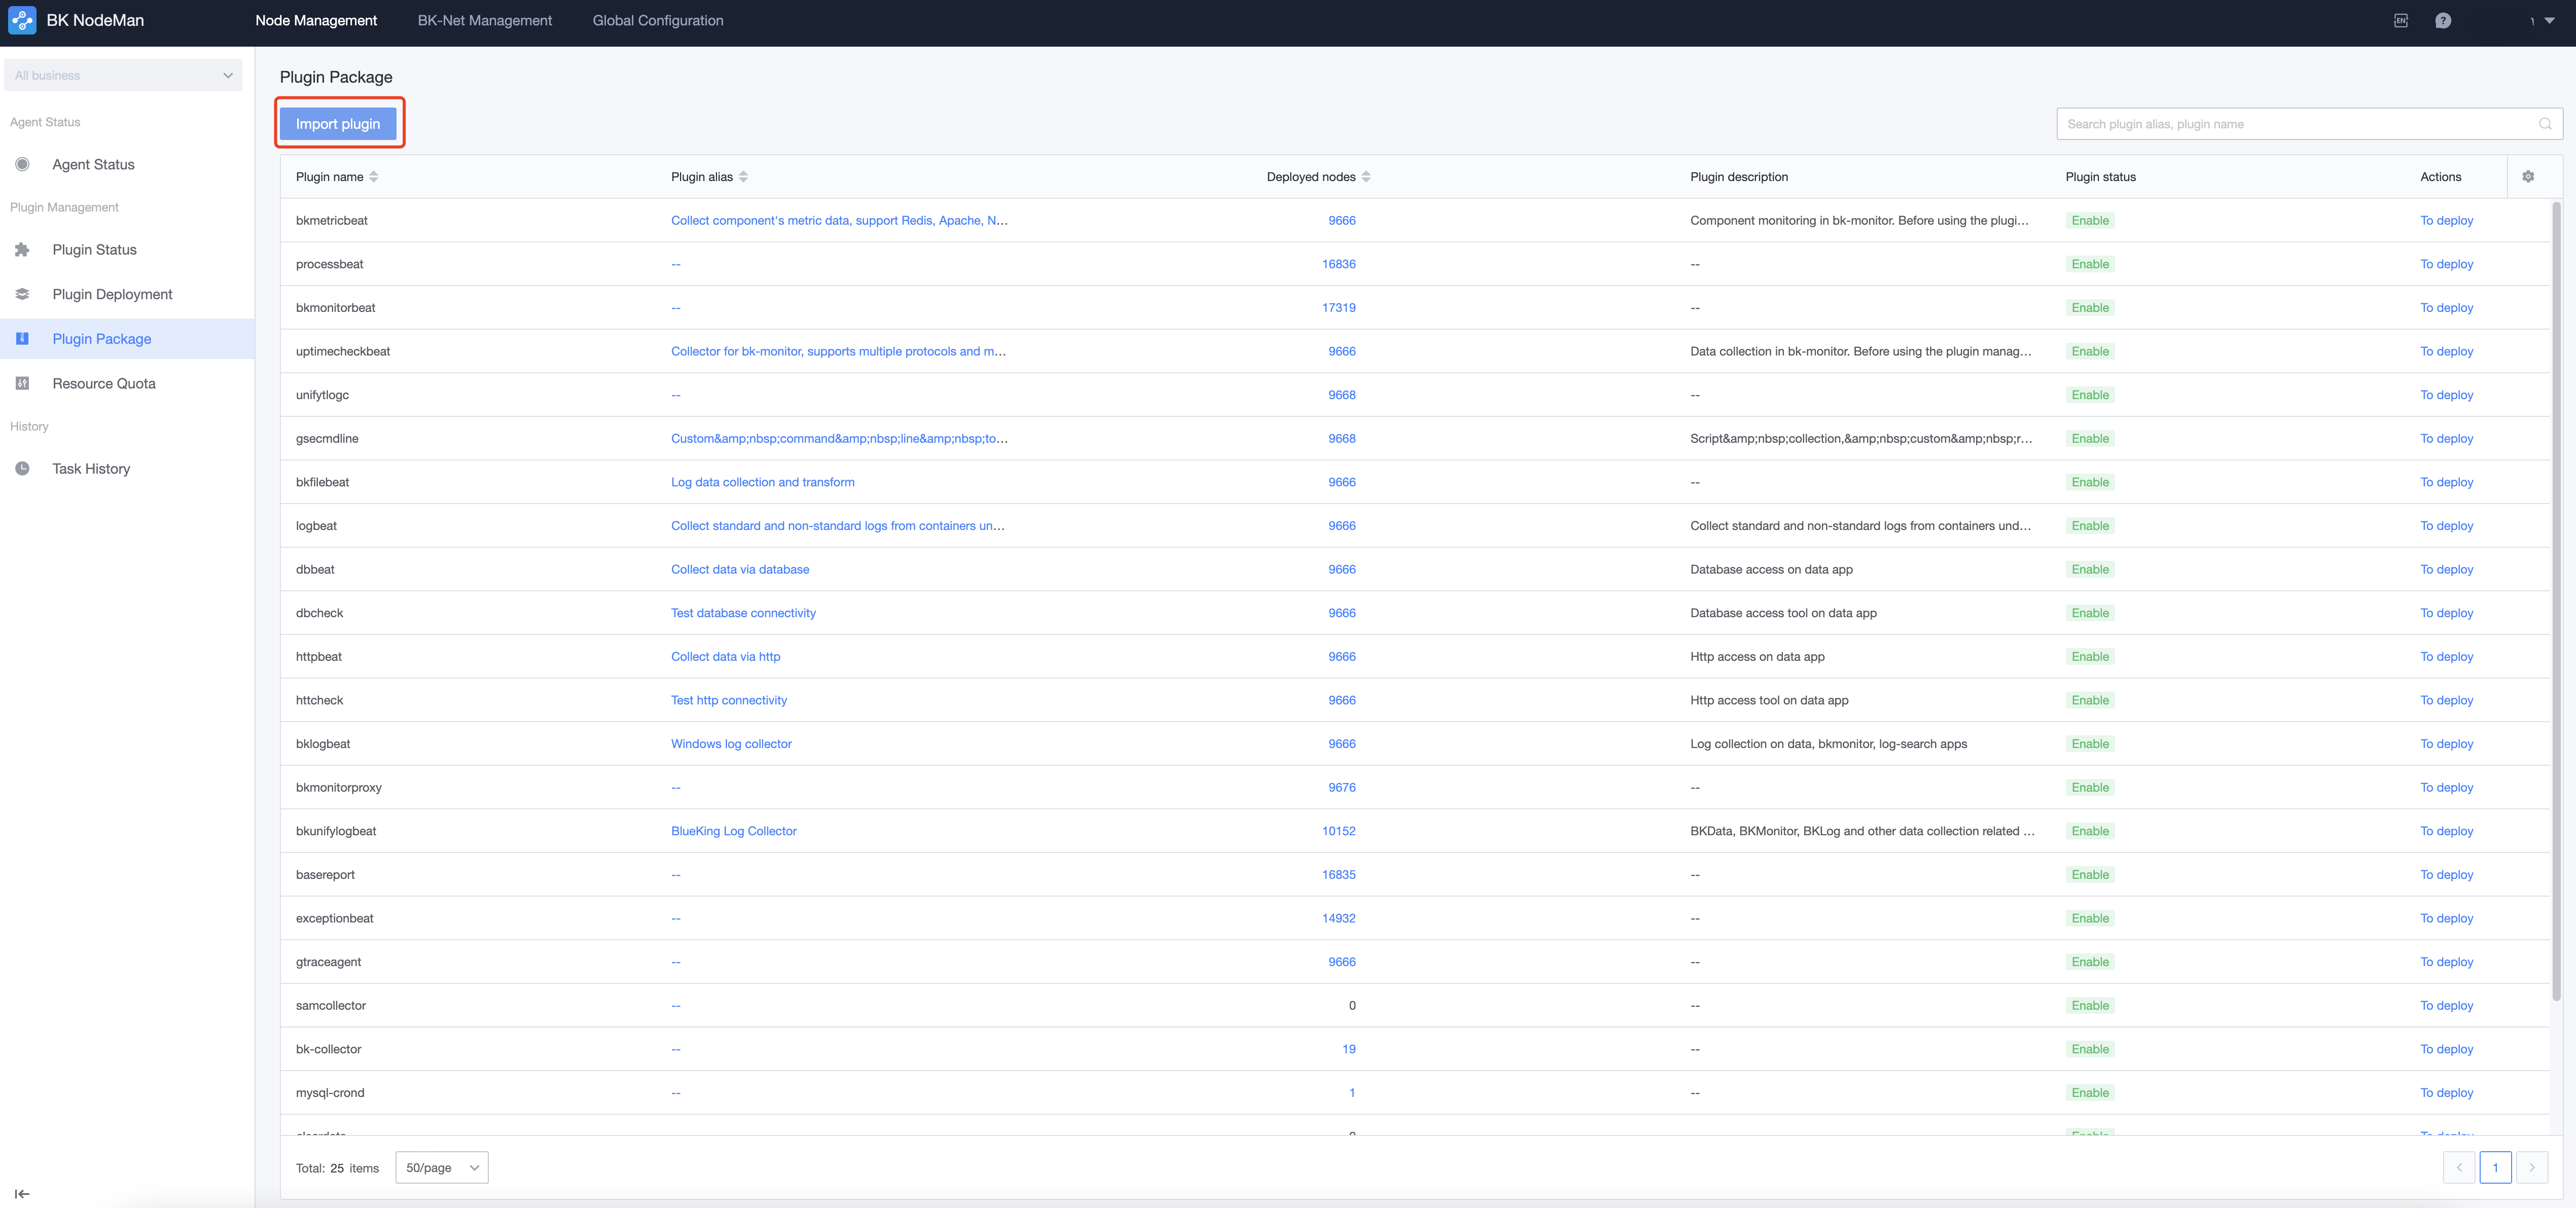 BK NodeMan
Node Management
BK-Net Management
Global Configuration
EN
?
All business
Agent Status
Agent Status
Plugin Management
Plugin Status
Plugin Deployment
Plugin Package
Resource Quota
History
Task History
Plugin Package
Import plugin
Search plugin alias, plugin name
Plugin name Plugin alias Deployed nodes Plugin description Plugin status Actions
bkmetricbeat Collect component's metric data, support Redis, Apache, N... 9666 Component monitoring in bk-monitor. Before using the plugi... Enable To deploy
processbeat -- 16836 -- Enable To deploy
bkmonitorbeat -- 17319 -- Enable To deploy
uptimecheckbeat Collector for bk-monitor, supports multiple protocols and m... 9666 Data collection in bk-monitor. Before using the plugin manag... Enable To deploy
unifytlogc -- 9668 -- Enable To deploy
gsecmdline Custom&amp;nbsp;command&amp;nbsp;line&amp;nbsp;to... 9668 Script&amp;nbsp;collection,&amp;nbsp;custom&amp;nbsp;r... Enable To deploy
bkfilebeat Log data collection and transform 9666 -- Enable To deploy
logbeat Collect standard and non-standard logs from containers un... 9666 Collect standard and non-standard logs from containers und... Enable To deploy
dbbeat Collect data via database 9666 Database access on data app Enable To deploy
dbcheck Test database connectivity 9666 Database access tool on data app Enable To deploy
httpbeat Collect data via http 9666 Http access on data app Enable To deploy
httcheck Test http connectivity 9666 Http access tool on data app Enable To deploy
bklogbeat Windows log collector 9666 Log collection on data, bkmonitor, log-search apps Enable To deploy
bkmonitorproxy -- 9676 -- Enable To deploy
bkunifylogbeat BlueKing Log Collector 10152 BKData, BKMonitor, BKLog and other data collection related ... Enable To deploy
basereport -- 16835 -- Enable To deploy
exceptionbeat -- 14932 -- Enable To deploy
gtraceagent -- 9666 -- Enable To deploy
samcollector -- 0 -- Enable To deploy
bk-collector -- 19 -- Enable To deploy
mysql-crond -- 1 -- Enable To deploy
Total: 25 items 50/page
1